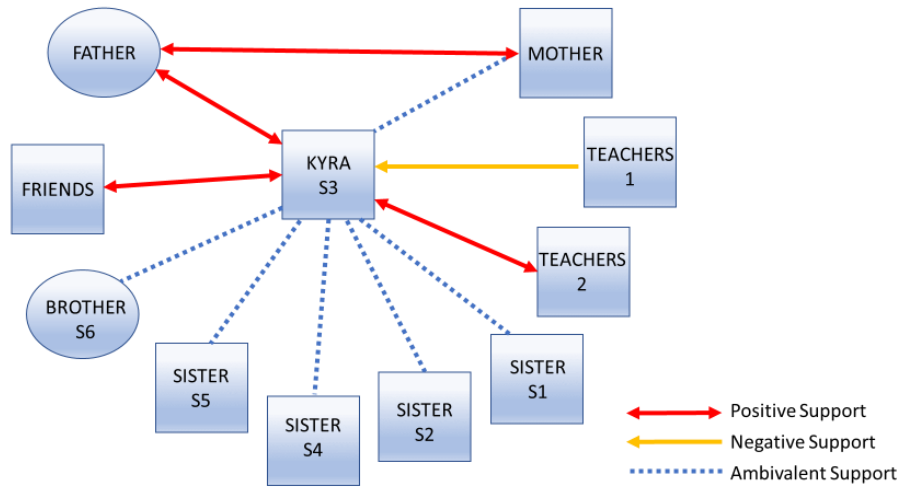 FATHER
MOTHER
KYRA
S3
TEACHERS
1
FRIENDS
TEACHERS
2
BROTHER
S6
SISTER
S5
SISTER
S4
SISTER
S2
SISTER
S1
Positive Support
Negative Support
Ambivalent Support